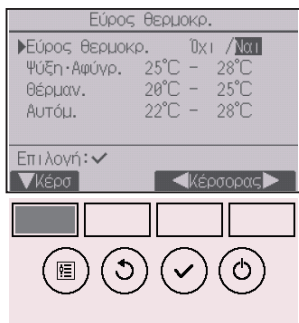 Εύρος θερμοκρ.
▶Εύρος θερμοκρ. Όχι /Ναι
Ψύξη·Αφύγρ. 25°C - 28°C
Θέρμαν. 20°C - 25°C
Αυτόμ. 22°C - 28°C
Επιλογή:✓
▼Κέρσ ◀Κέρσορας▶